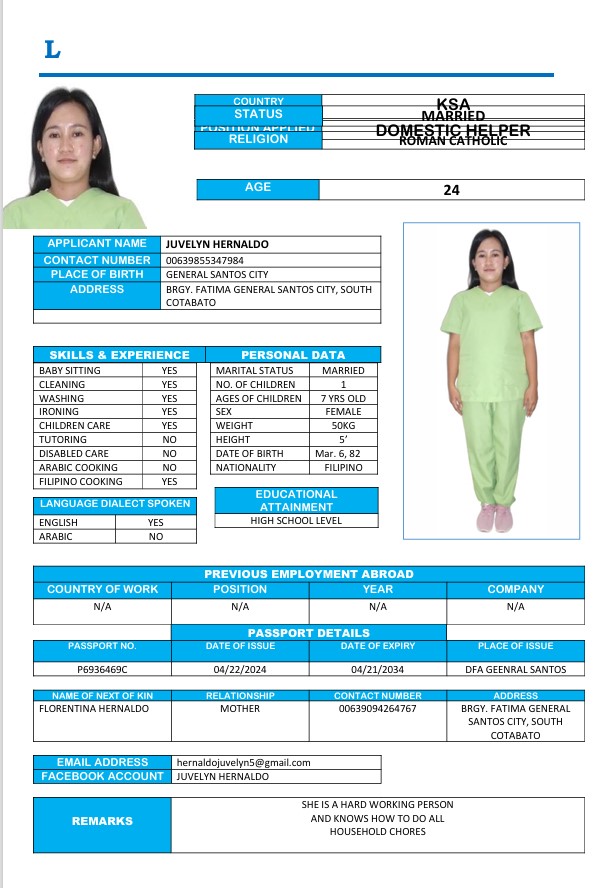 L
COUNTRY KSA
STATUS MARRIED
POSITION APPLIED DOMESTIC HELPER
RELIGION ROMAN CATHOLIC
AGE 24
APPLICANT NAME JUVELYN HERNALDO
CONTACT NUMBER 00639855347984
PLACE OF BIRTH GENERAL SANTOS CITY
ADDRESS BRGY. FATIMA GENERAL SANTOS CITY, SOUTH
COTABATO
SKILLS & EXPERIENCE
BABY SITTING YES
CLEANING YES
WASHING YES
IRONING YES
CHILDREN CARE YES
TUTORING NO
DISABLED CARE NO
ARABIC COOKING NO
FILIPINO COOKING YES
LANGUAGE DIALECT SPOKEN
ENGLISH YES
ARABIC NO
PERSONAL DATA
MARITAL STATUS MARRIED
NO. OF CHILDREN 1
AGES OF CHILDREN 7 YRS OLD
SEX FEMALE
WEIGHT 50KG
HEIGHT 5’
DATE OF BIRTH Mar. 6, 82
NATIONALITY FILIPINO
EDUCATIONAL
ATTAINMENT
HIGH SCHOOL LEVEL
PREVIOUS EMPLOYMENT ABROAD
COUNTRY OF WORK POSITION YEAR COMPANY
N/A N/A N/A N/A
PASSPORT DETAILS
PASSPORT NO. DATE OF ISSUE DATE OF EXPIRY PLACE OF ISSUE
P6936469C 04/22/2024 04/21/2034 DFA GEENRAL SANTOS
NAME OF NEXT OF KIN RELATIONSHIP CONTACT NUMBER ADDRESS
FLORENTINA HERNALDO MOTHER 00639094264767 BRGY. FATIMA GENERAL
SANTOS CITY, SOUTH
COTABATO
EMAIL ADDRESS hernaldojuvelyn5@gmail.com
FACEBOOK ACCOUNT JUVELYN HERNALDO
REMARKS
SHE IS A HARD WORKING PERSON
AND KNOWS HOW TO DO ALL
HOUSEHOLD CHORES